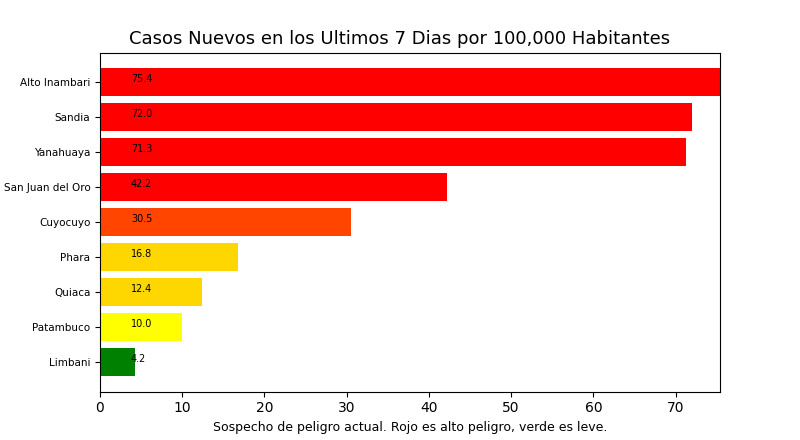 Casos Nuevos en los Ultimos 7 Dias por 100,000 Habitantes
Alto Inambari 75.4
Sandia 72.0
Yanahuaya 71.3
San Juan del Oro 42.2
Cuyocuyo 30.5
Phara 16.8
Quiaca 12.4
Patambuco 10.0
Limbani 4.2
0 10 20 30 40 50 60 70
Sospecho de peligro actual. Rojo es alto peligro, verde es leve.